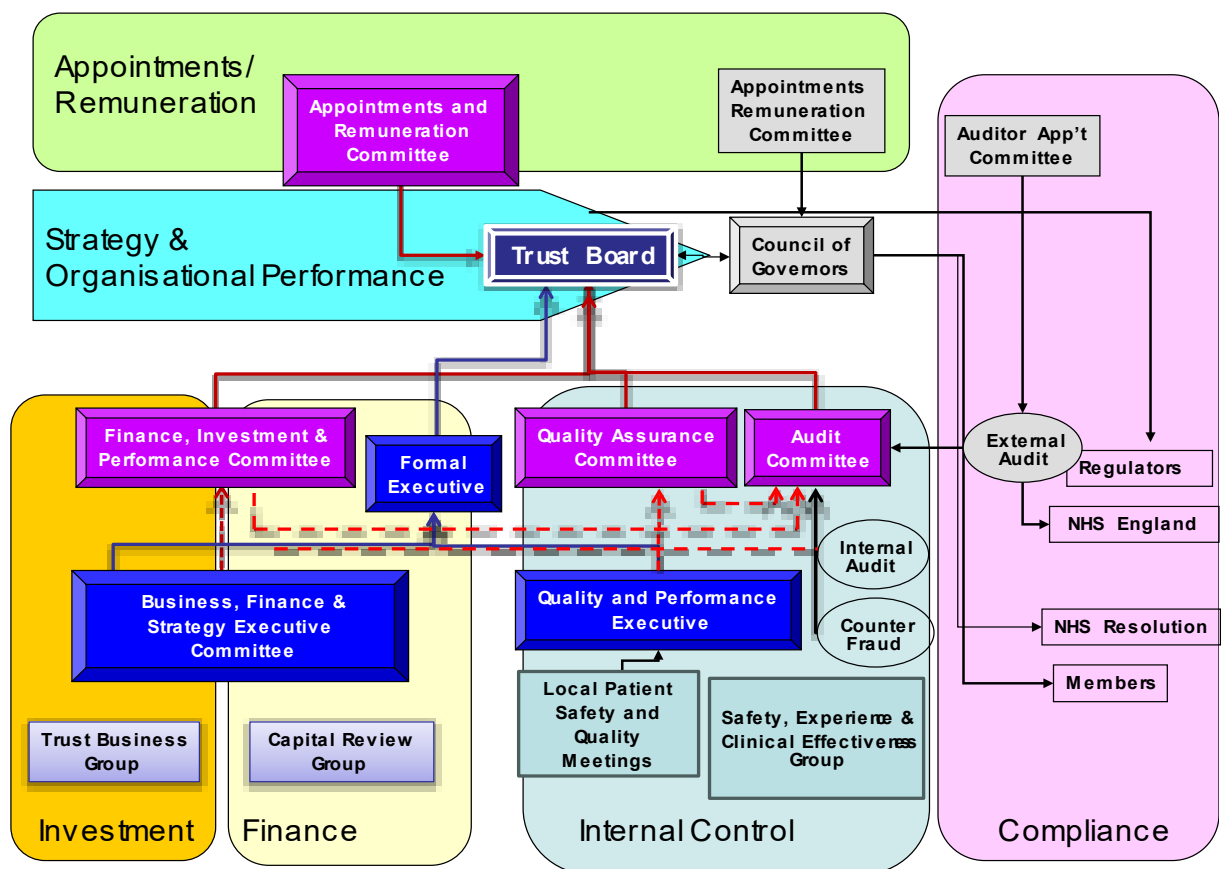 Appointments/
Remuneration
Appointments and
Remuneration
Committee
Appointments
Remuneration
Committee
Auditor App't
Committee
Strategy &
Organisational Performance
Trust Board
Council of
Governors
Finance, Investment &
Performance Committee
Formal
Executive
Quality Assurance
Committee
Audit
Committee
External
Audit
Regulators
NHS England
Internal
Audit
Business, Finance &
Strategy Executive
Committee
Quality and Performance
Executive
Counter
Fraud
NHS Resolution
Members
Local Patient
Safety and
Quality
Meetings
Safety, Experience &
Clinical Effectiveness
Group
Trust Business
Group
Capital Review
Group
Investment
Finance
Internal Control
Compliance